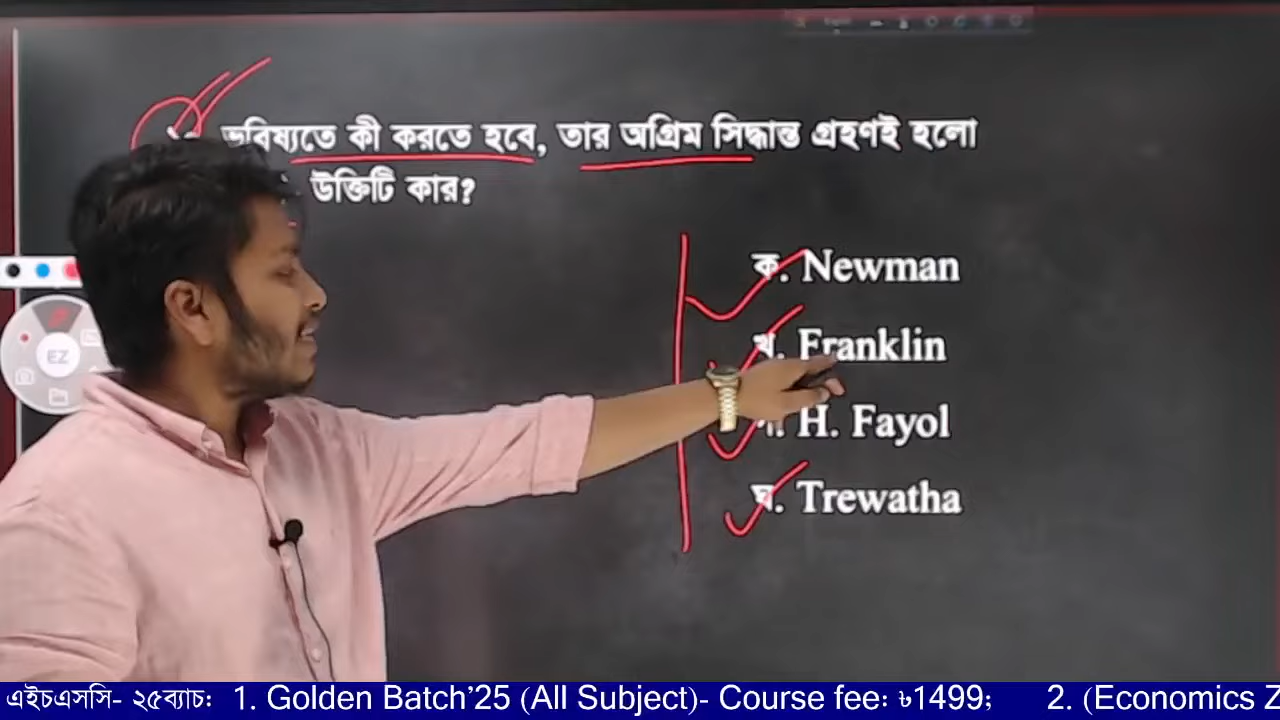 ভবিষ্যতে কী করতে হবে, তার অগ্রিম সিদ্ধান্ত গ্রহণই হলো
উক্তিটি কার?
ক. Newman
খ. Franklin
গ. H. Fayol
ঘ. Trewatha
EZ
এইচএসসি- ২৫ব্যাচ: 1. Golden Batch'25 (All Subject)- Course fee: ৳1499; 2. (Economics Z